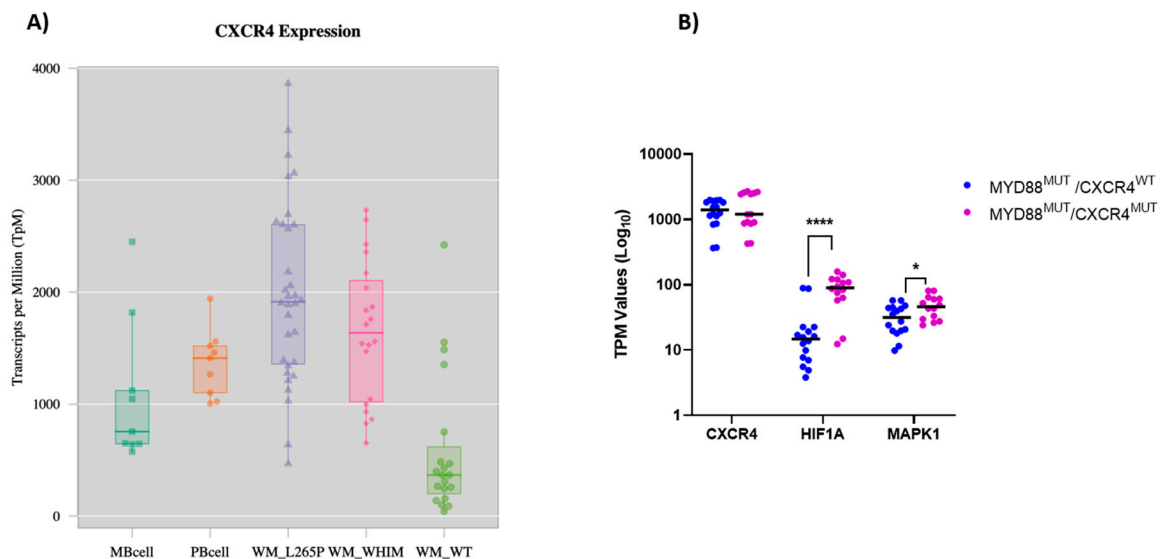 A)
CXCR4 Expression
Transcripts per Million (TpM)
4000
3000
2000
1000
0
MBcell PBcell WM_L265P WM_WHIM WM_WT
B)
TPM Values (Log10)
10000
1000
100
10
1
****
*
CXCR4 HIF1A MAPK1
MYD88MUT /CXCR4WT
MYD88MUT/CXCR4MUT